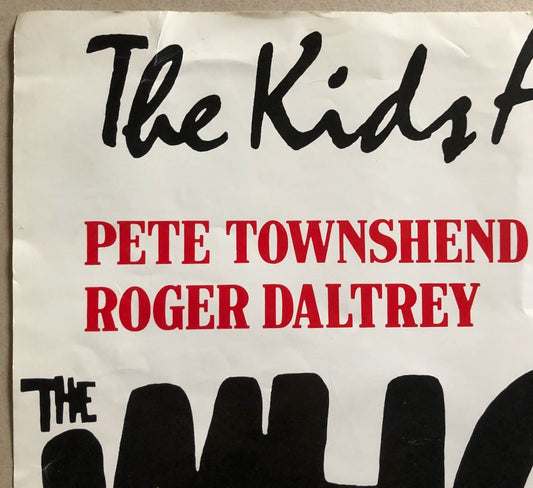 The Kids A
PETE TOWNSHEND
ROGER DALTREY
THE